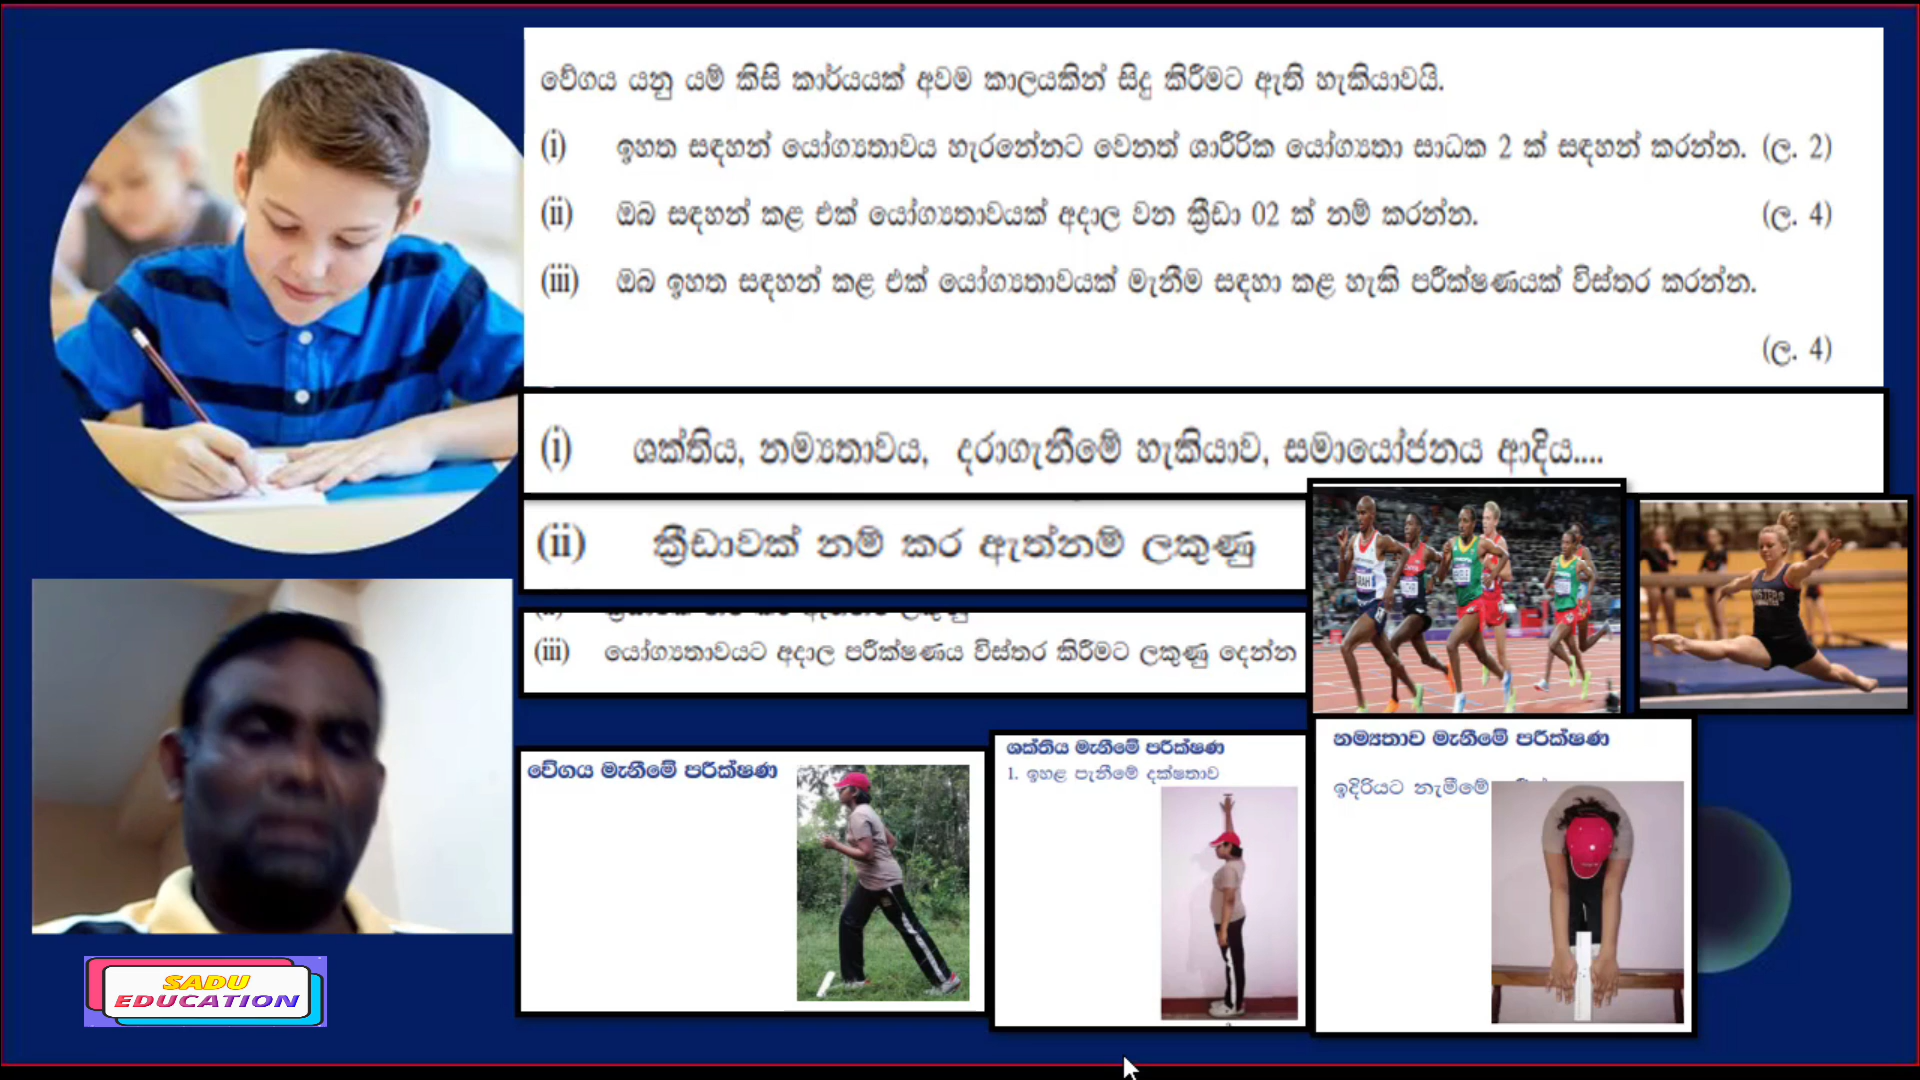 වේගය යනු යම් කිසි කාර්යයක් අවම කාලයකින් සිදු කිරීමට ඇති හැකියාවයි.
(i) ඉහත සඳහන් යෝග්‍යතාවය හැරනේනට වෙනත් ශාරීරික යෝග්‍යතා සාධක 2 ක් සඳහන් කරන්න. (ල. 2)
(ii) ඔබ සඳහන් කළ එක් යෝග්‍යතාවයක් අදාල වන ක්‍රීඩා 02 ක් නම් කරන්න. (ල. 4)
(iii) ඔබ ඉහත සඳහන් කළ එක් යෝග්‍යතාවයක් මැනීම සඳහා කළ හැකි පරීක්ෂණයක් විස්තර කරන්න.
(ල. 4)
(i) ශක්තිය, නම්‍යතාවය, දරාගැනීමේ හැකියාව, සමායෝජනය ආදිය....
(ii) ක්‍රීඩාවක් නම් කර ඇත්නම් ලකුණු
(iii) යෝග්‍යතාවයට අදාල පරීක්ෂණය විස්තර කිරීමට ලකුණු දෙන්න
වේගය මැනීමේ පරීක්ෂණ
ශක්තිය මැනීමේ පරීක්ෂණ
1. ඉහළ පැනීමේ දක්ෂතාව
නම්‍යතාව මැනීමේ පරීක්ෂණ
ඉදිරියට නැමීමේ
SADU
EDUCATION